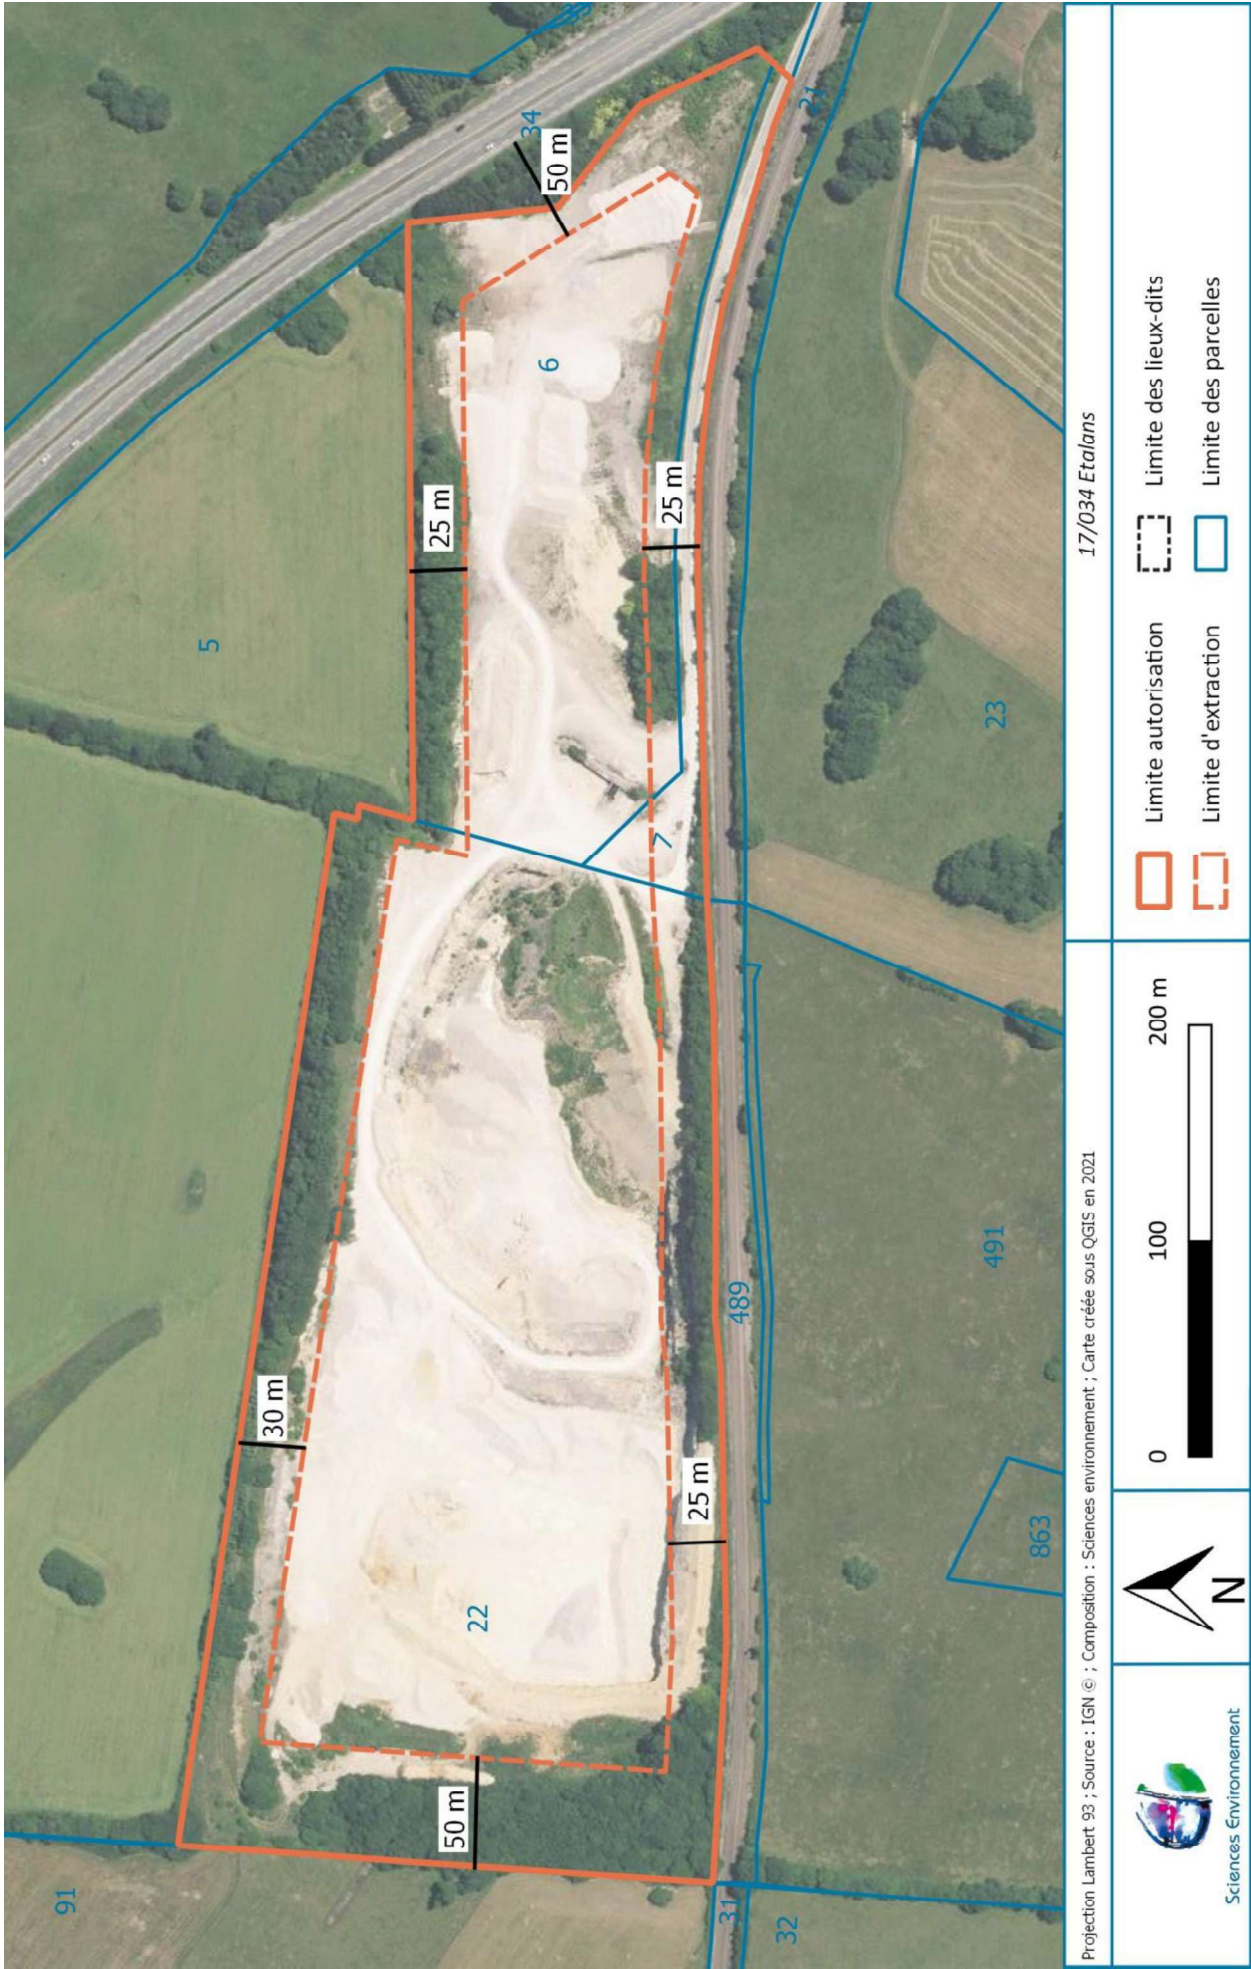 91
30 m
5
34
50 m
25 m
6
22
50 m
25 m
7
25 m
21
489
31
32
863
491
23
Projection Lambert 93 ; Source : IGN © ; Composition : Sciences environnement ; Carte créée sous QGIS en 2021
17/034 Etalans
Sciences Environnement
N
0 100 200 m
Limite autorisation
Limite des lieux-dits
Limite d'extraction
Limite des parcelles